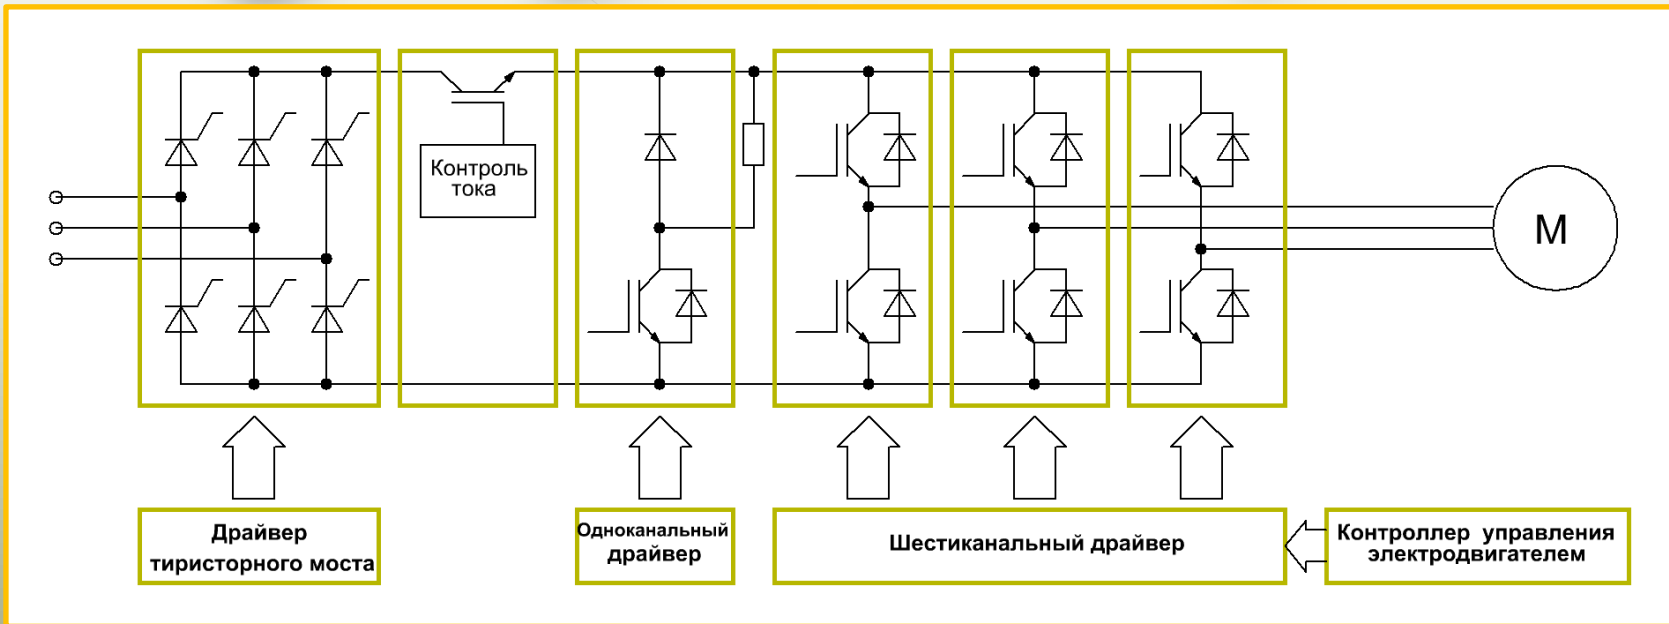 Контроль
тока
M
Драйвер
тиристорного моста
Одноканальный
драйвер
Шестиканальный драйвер
Контроллер управления
электродвигателем